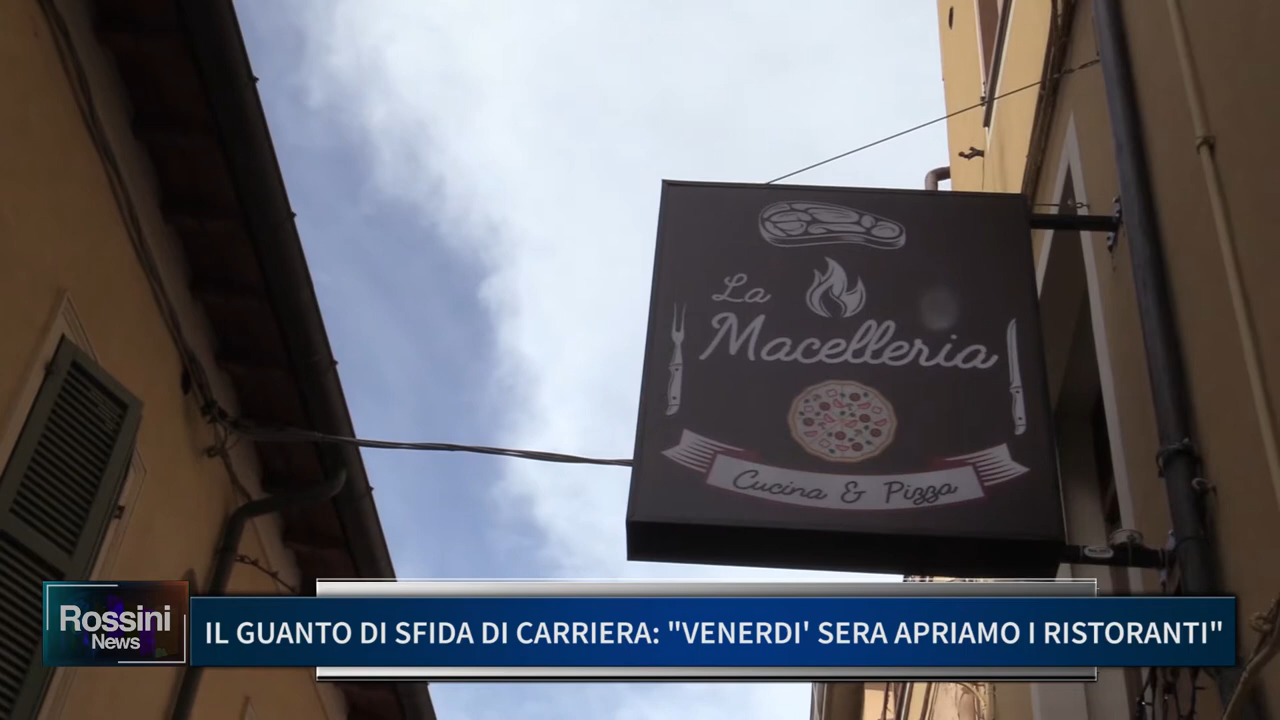 La
Macelleria
Cucina & Pizza
Rossini
News
IL GUANTO DI SFIDA DI CARRIERA: "VENERDI' SERA APRIAMO I RISTORANTI"